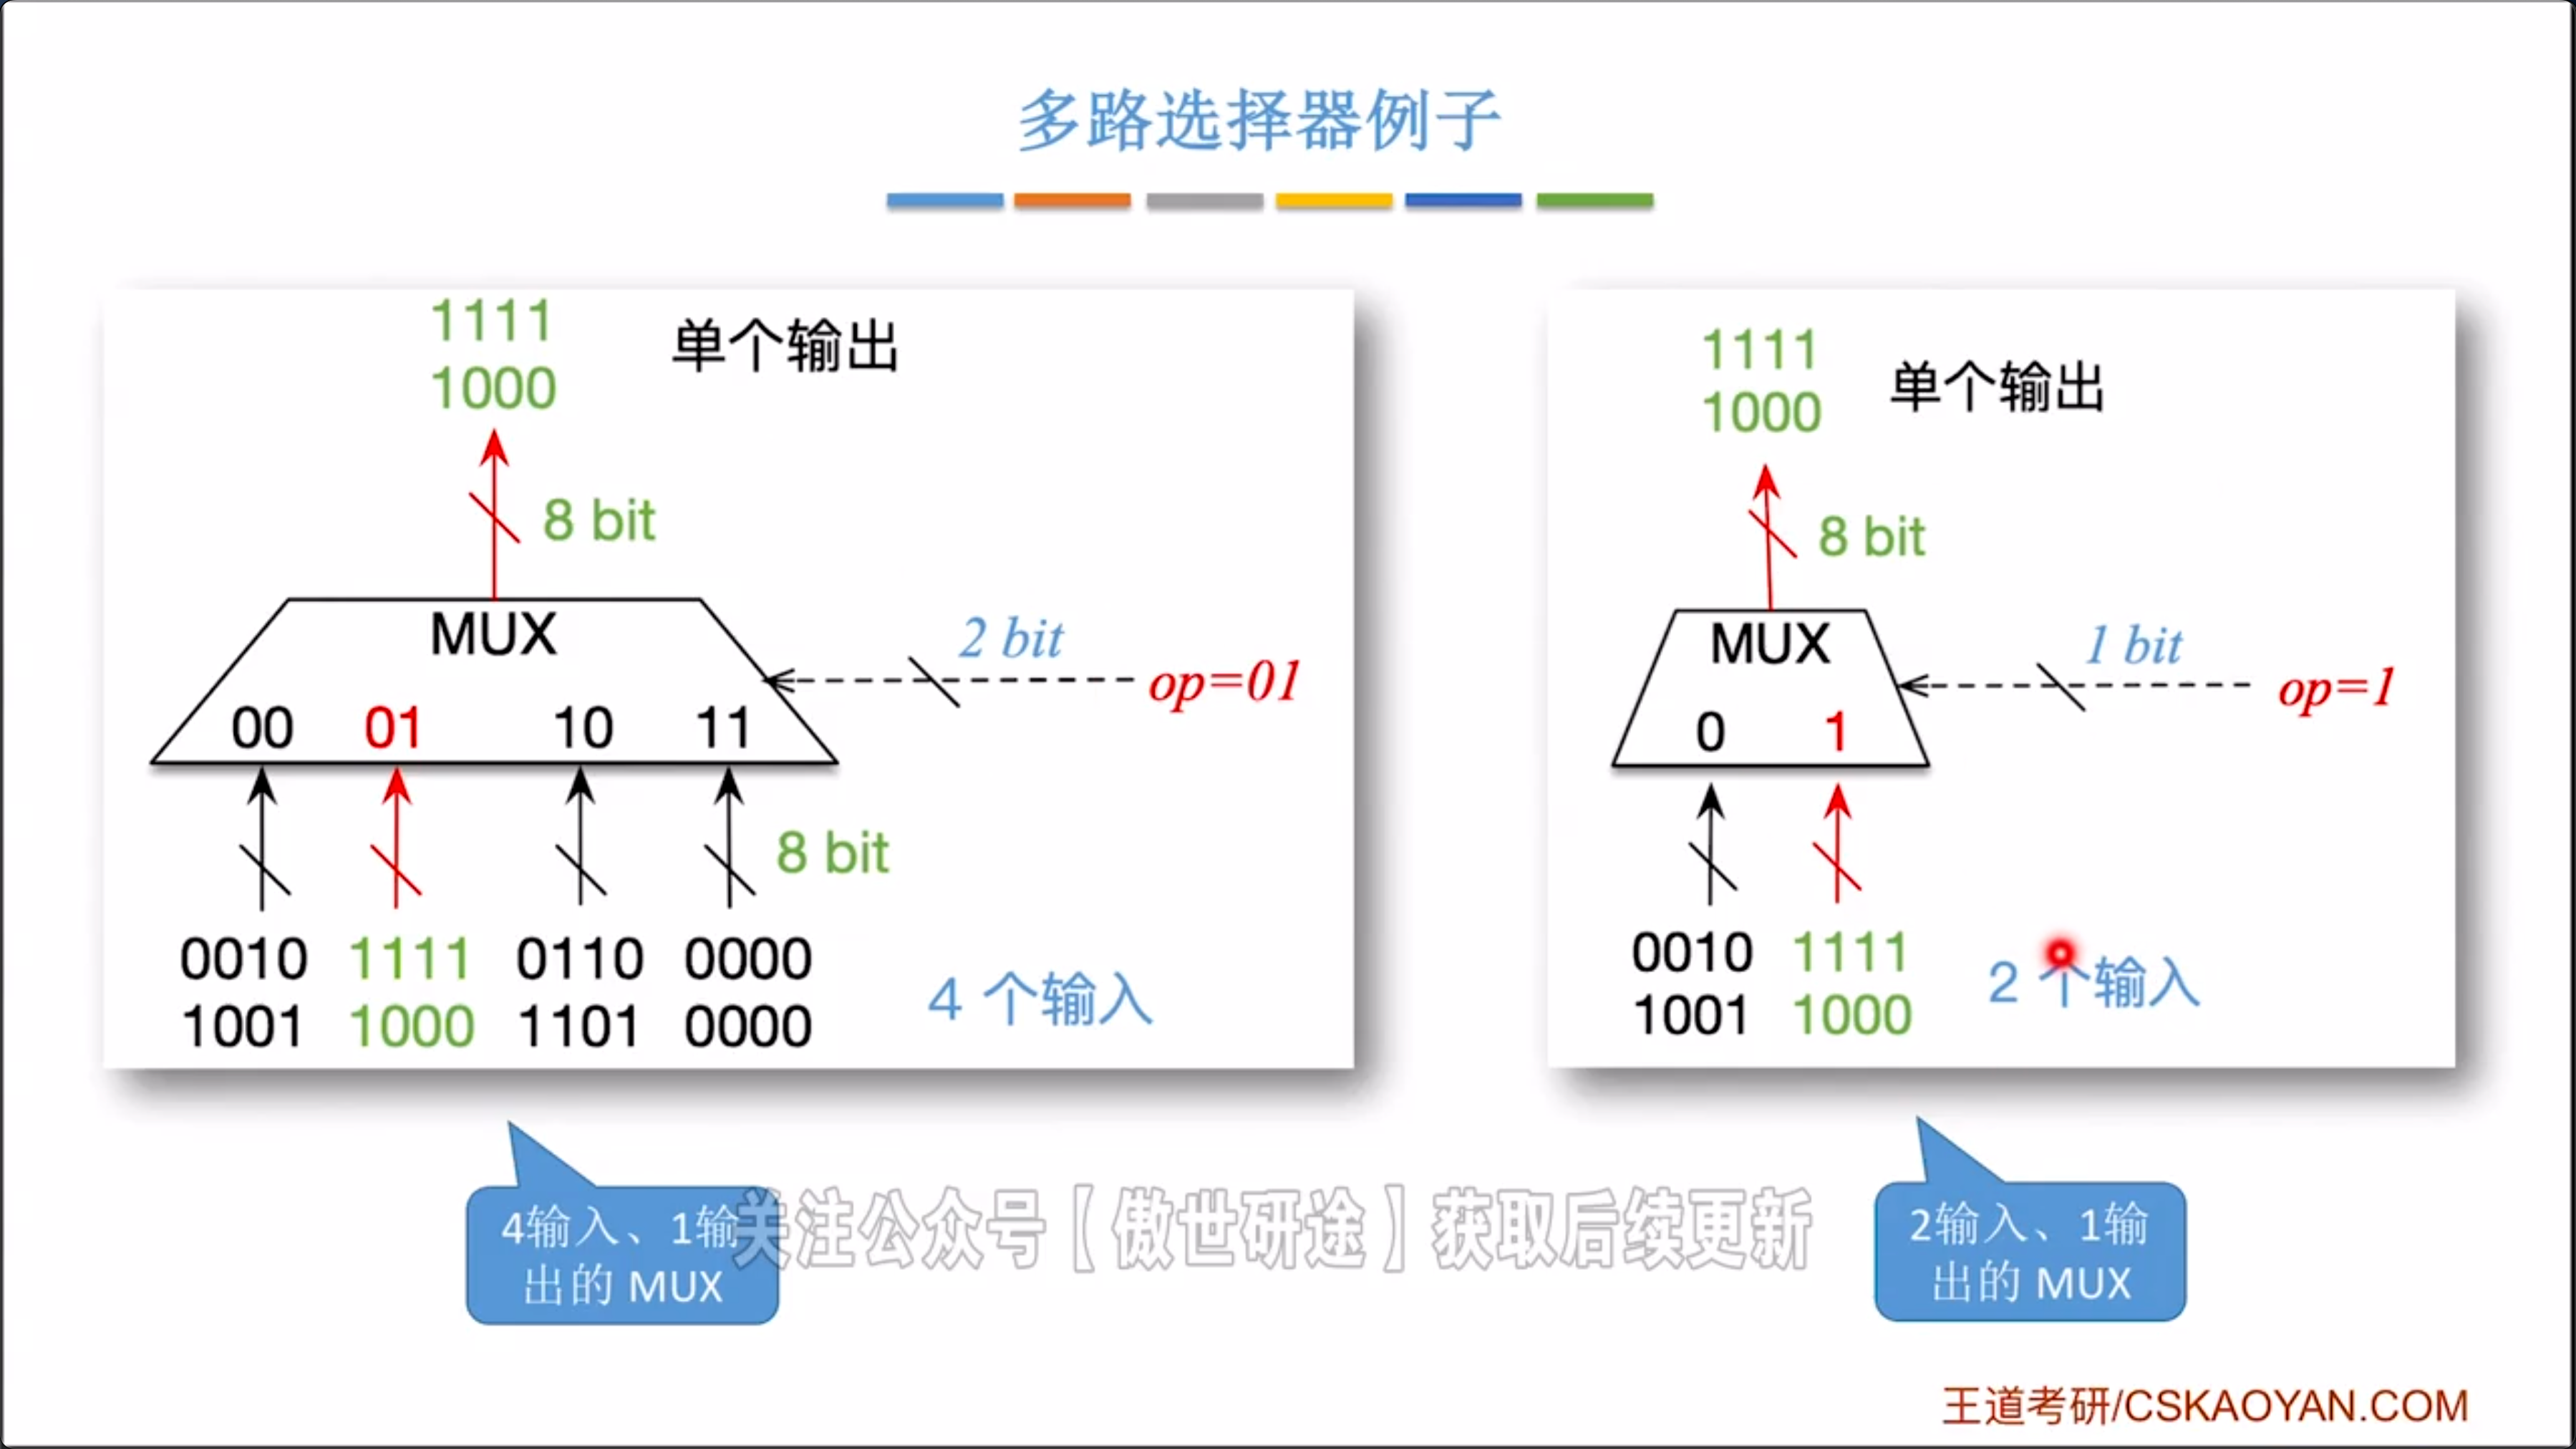 多路选择器例子
1111
1000
单个输出
8 bit
MUX
2 bit
op=01
00 01 10 11
8 bit
0010 1111 0110 0000
1001 1000 1101 0000
4 个输入
4输入、1输
出的 MUX
1111
1000
单个输出
8 bit
MUX
1 bit
op=1
0 1
0010 1111
1001 1000
2 个输入
2输入、1输
出的 MUX
关注公众号【傲世研途】获取后续更新
王道考研/CSKAOYAN.COM